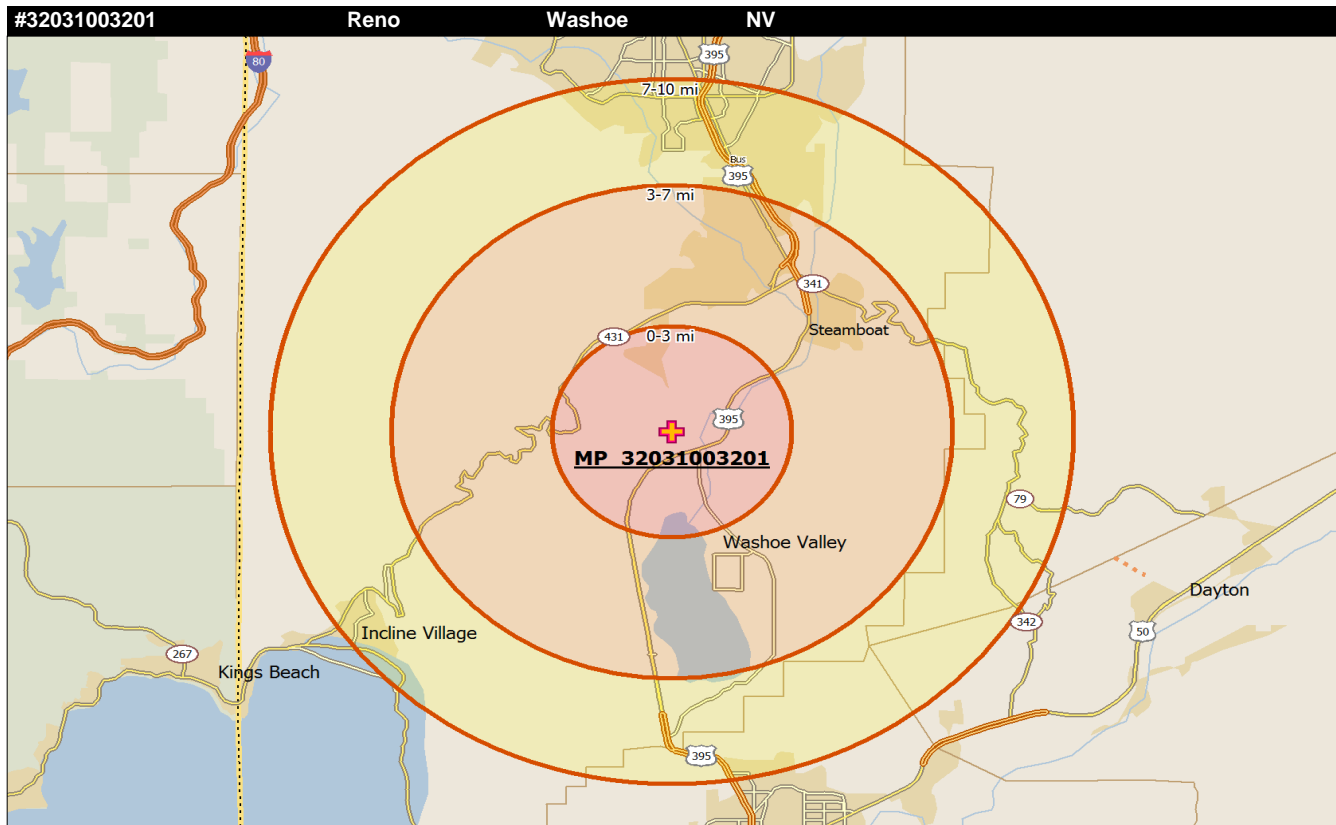 #32031003201 Reno Washoe NV
395
80
7-10 mi
Bus
395
3-7 mi
341
Steamboat
431
0-3 mi
395
MP 32031003201
79
Washoe Valley
Dayton
342
50
Incline Village
267
Kings Beach
395